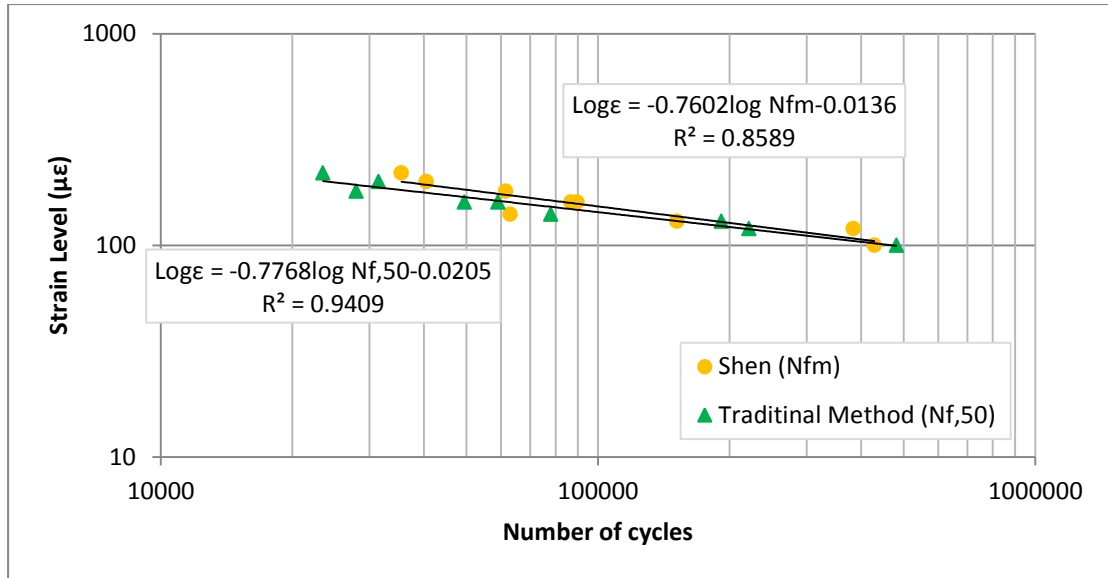 1000
Logε = -0.7602log Nfm-0.0136
R² = 0.8589
Strain Level (µε)
100
Logε = -0.7768log Nf,50-0.0205
R² = 0.9409
Shen (Nfm)
Traditinal Method (Nf,50)
10
10000
100000
1000000
Number of cycles